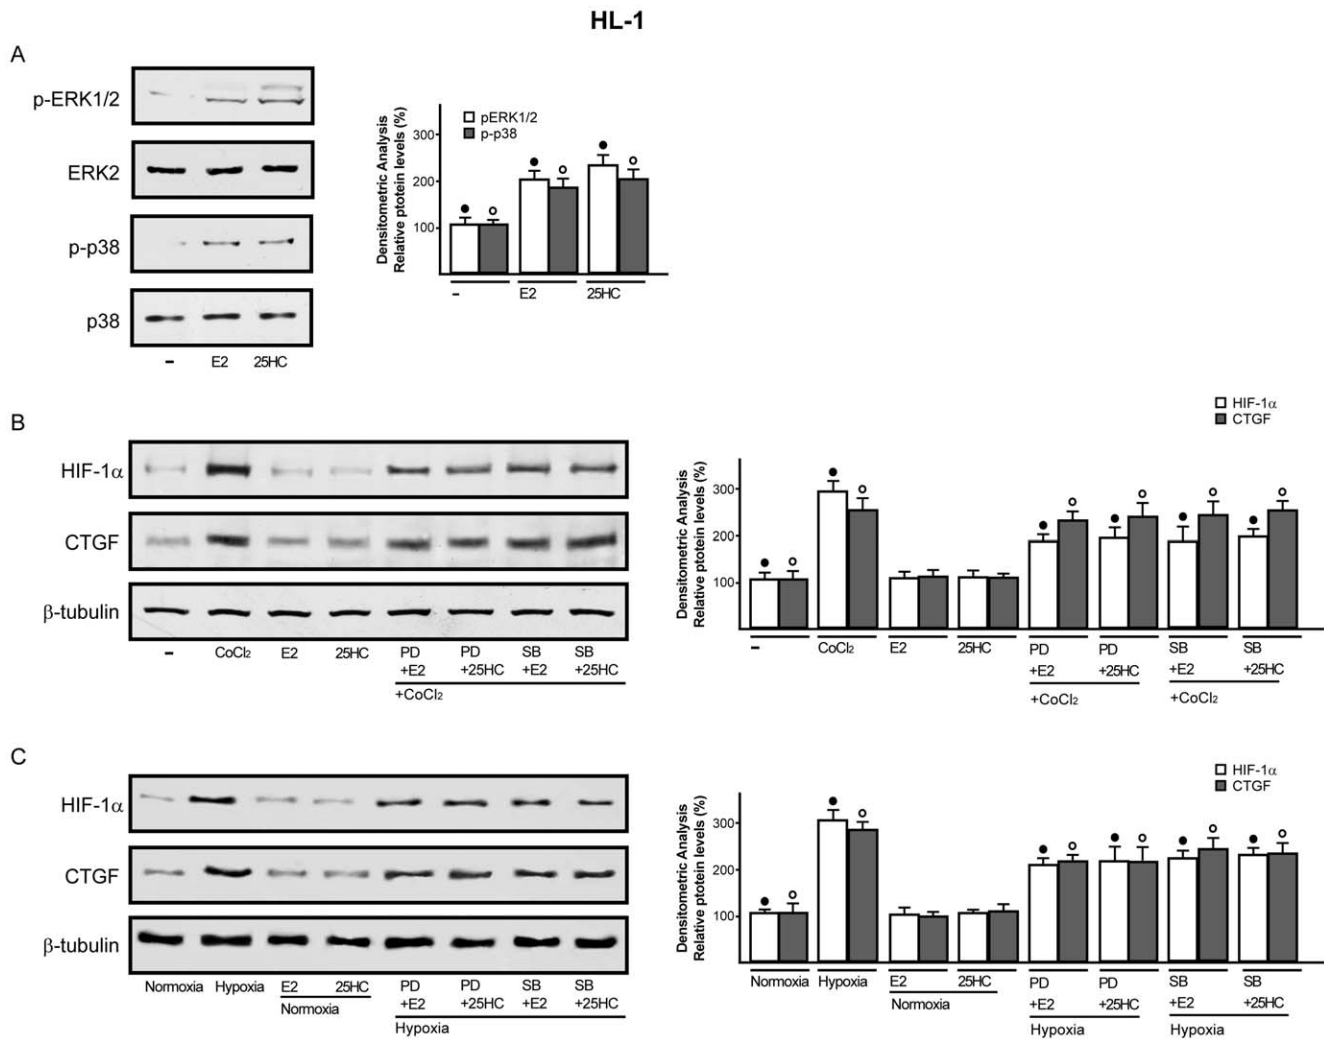 HL-1
A
p-ERK1/2
ERK2
p-p38
p38
– E2 25HC
Densitometric Analysis
Relative ptotein levels (%)
pERK1/2
p-p38
300
200
100
– E2 25HC
B
HIF-1α
CTGF
β-tubulin
– CoCl₂ E2 25HC PD PD SB SB
+E2 +25HC +E2 +25HC
+CoCl₂
HIF-1α
CTGF
Densitometric Analysis
Relative ptotein levels (%)
300
200
100
– CoCl₂ E2 25HC PD PD SB SB
+E2 +25HC +E2 +25HC
+CoCl₂ +CoCl₂
C
HIF-1α
CTGF
β-tubulin
Normoxia Hypoxia E2 25HC PD PD SB SB
Normoxia +E2 +25HC +E2 +25HC
Hypoxia
HIF-1α
CTGF
Densitometric Analysis
Relative ptotein levels (%)
300
200
100
Normoxia Hypoxia E2 25HC PD PD SB SB
Normoxia +E2 +25HC +E2 +25HC
Hypoxia Hypoxia